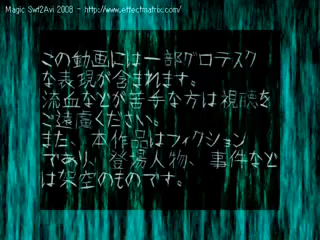 Magic Swf2Avi 2008 - http://www.effectmatrix.com/
この動画には一部グロテスク
な表現が含まれます。
流血などが苦手な方は視聴を
ご遠慮ください。
また、本作品はフィクション
であり、登場人物、事件など
は架空のものです。